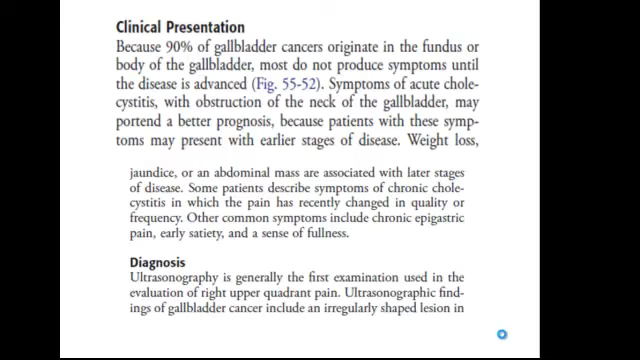 Clinical Presentation
Because 90% of gallbladder cancers originate in the fundus or
body of the gallbladder, most do not produce symptoms until
the disease is advanced (Fig. 55-52). Symptoms of acute chole-
cystitis, with obstruction of the neck of the gallbladder, may
portend a better prognosis, because patients with these symp-
toms may present with earlier stages of disease. Weight loss,
jaundice, or an abdominal mass are associated with later stages
of disease. Some patients describe symptoms of chronic chole-
cystitis in which the pain has recently changed in quality or
frequency. Other common symptoms include chronic epigastric
pain, early satiety, and a sense of fullness.
Diagnosis
Ultrasonography is generally the first examination used in the
evaluation of right upper quadrant pain. Ultrasonographic find-
ings of gallbladder cancer include an irregularly shaped lesion in